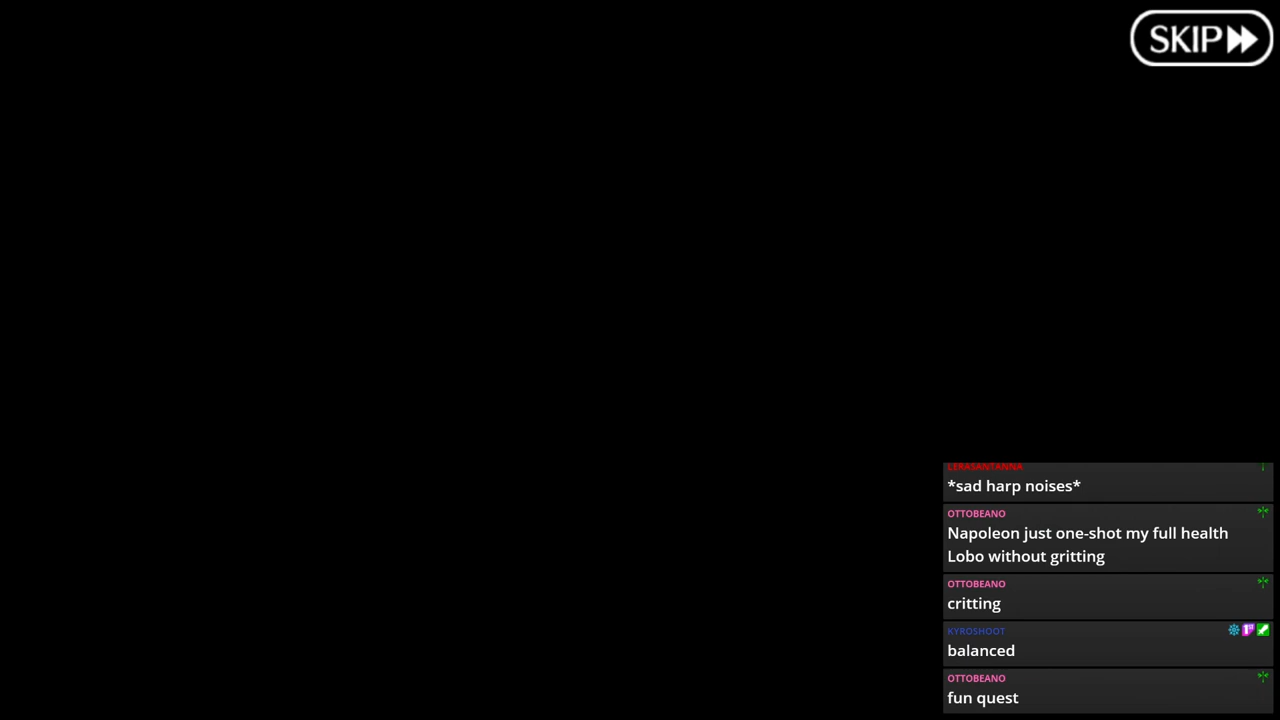 SKIP
LERASANTANNA
*sad harp noises*
OTTOBEANO
Napoleon just one-shot my full health
Lobo without gritting
OTTOBEANO
critting
KYROSHOOT
balanced
OTTOBEANO
fun quest